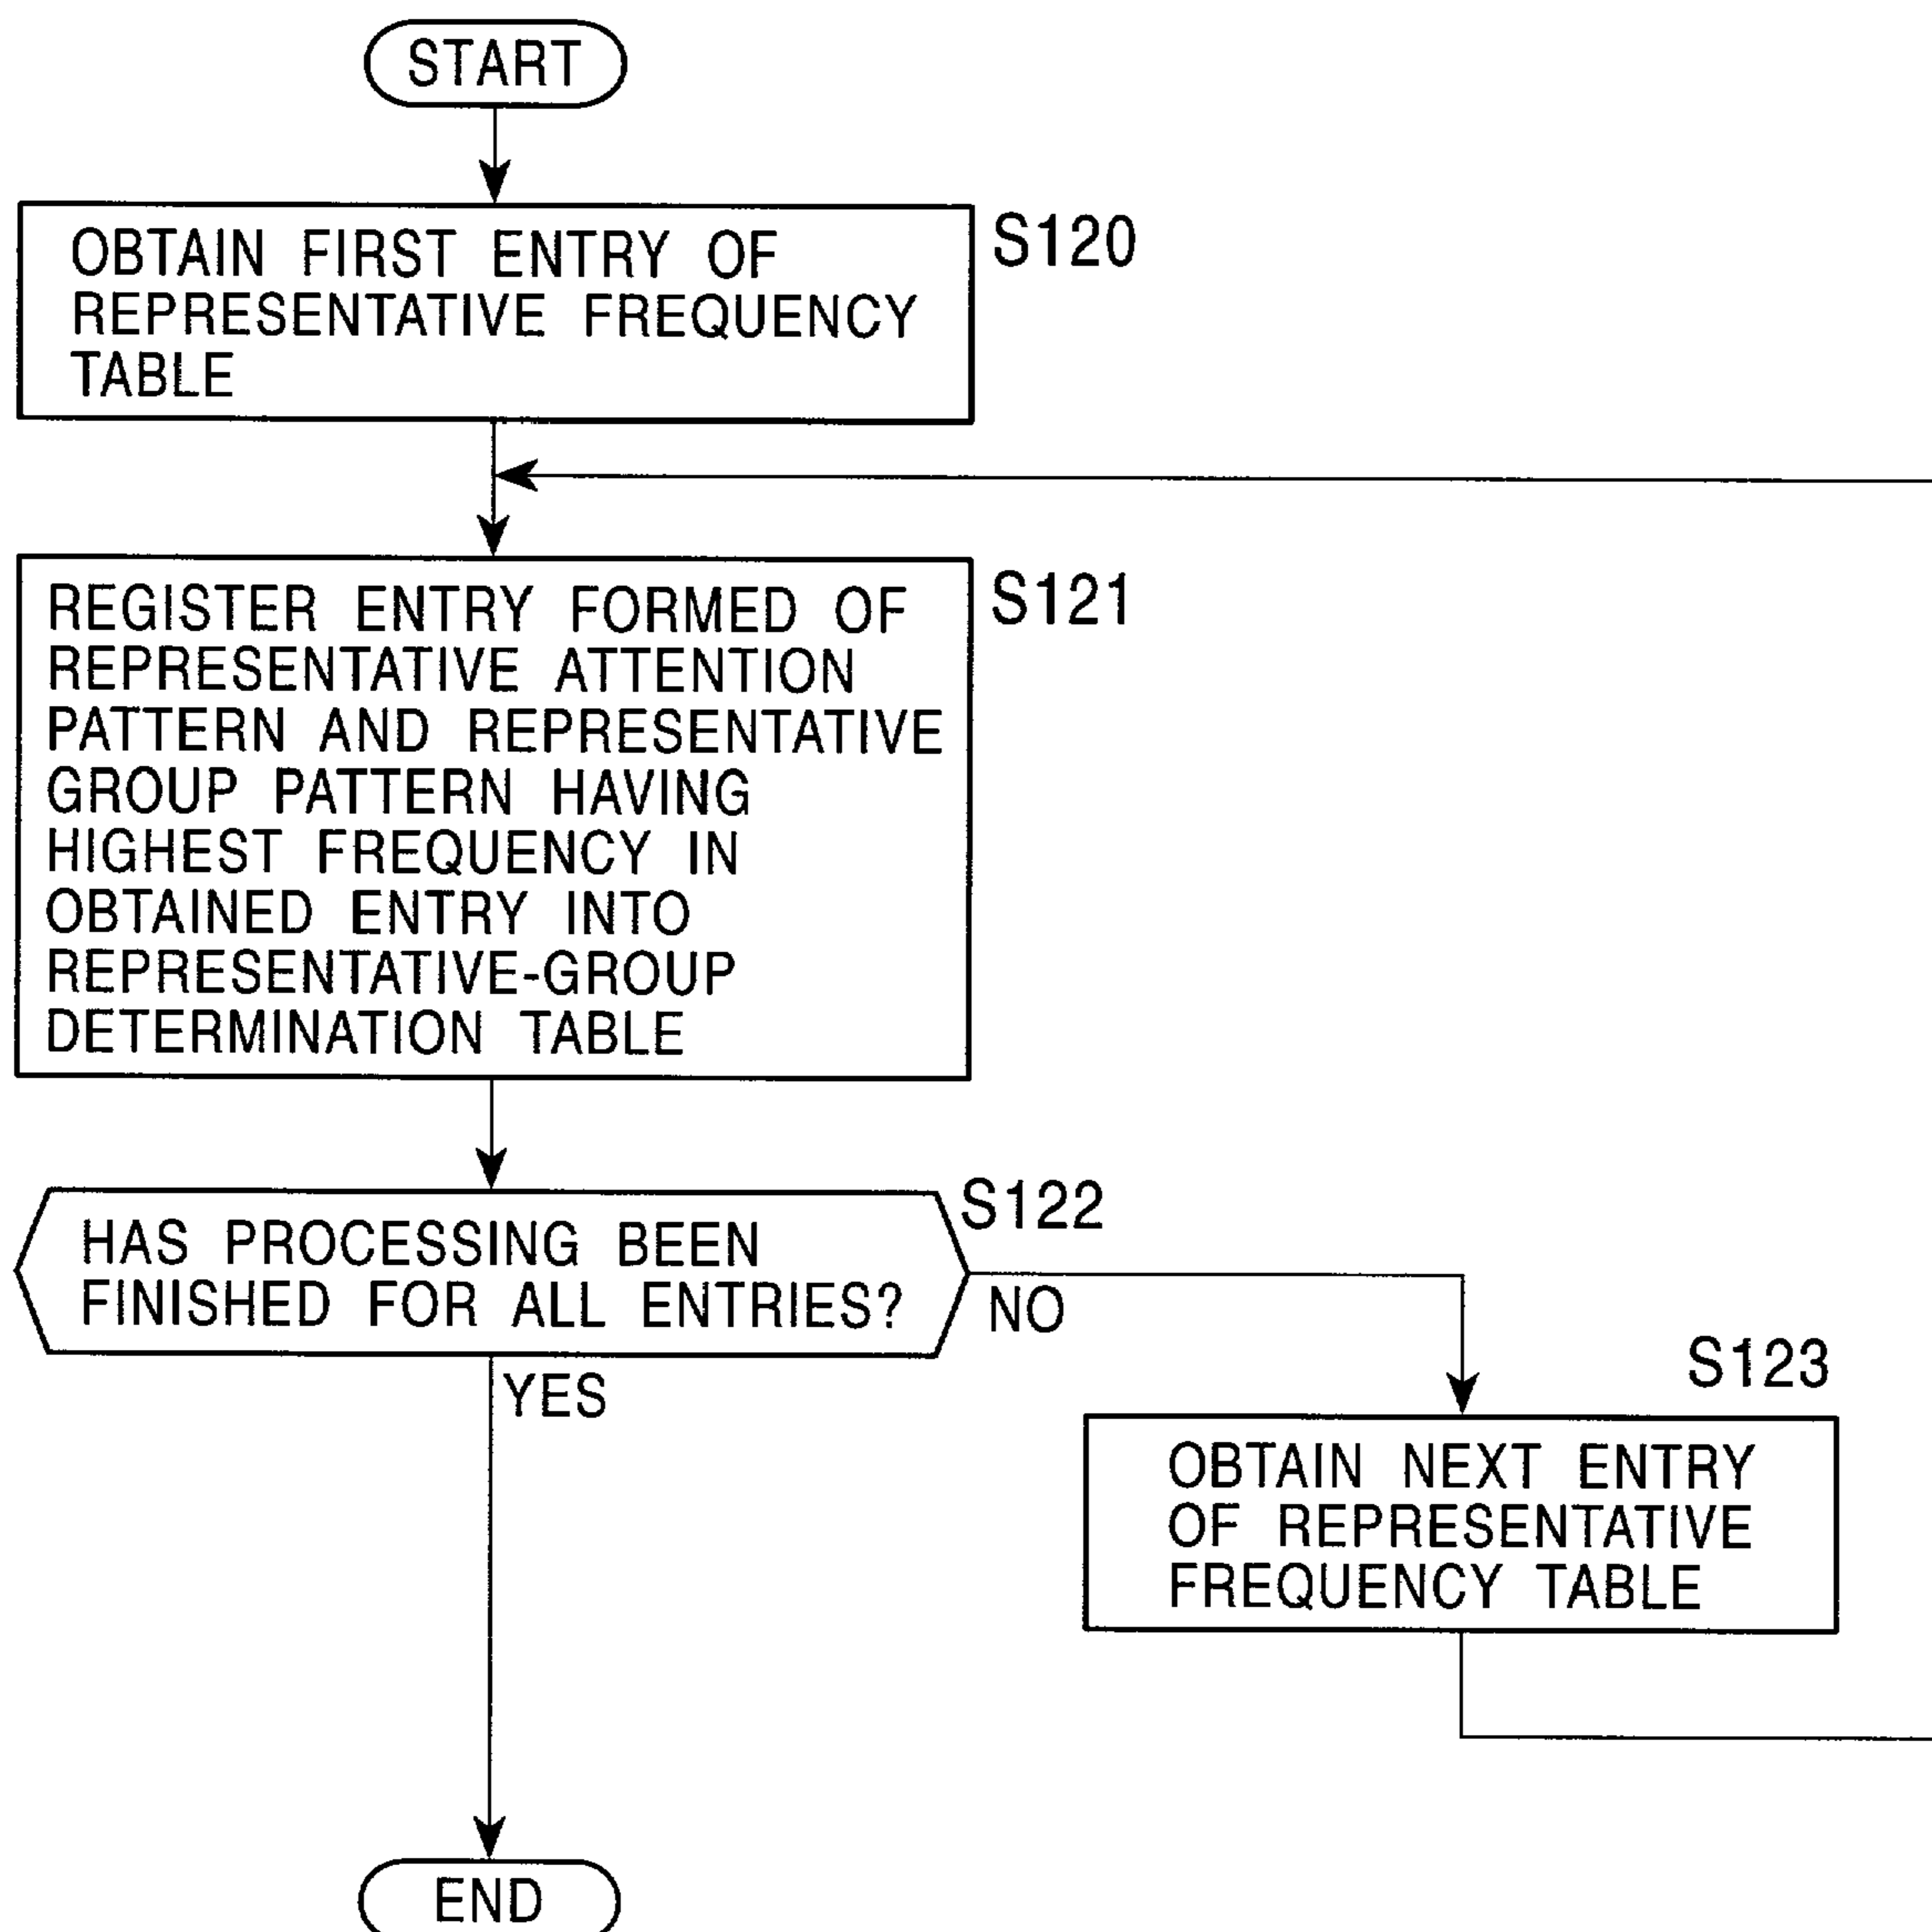 START
OBTAIN FIRST ENTRY OF
REPRESENTATIVE FREQUENCY
TABLE
S120
REGISTER ENTRY FORMED OF
REPRESENTATIVE ATTENTION
PATTERN AND REPRESENTATIVE
GROUP PATTERN HAVING
HIGHEST FREQUENCY IN
OBTAINED ENTRY INTO
REPRESENTATIVE-GROUP
DETERMINATION TABLE
S121
HAS PROCESSING BEEN
FINISHED FOR ALL ENTRIES?
S122
NO
YES
S123
OBTAIN NEXT ENTRY
OF REPRESENTATIVE
FREQUENCY TABLE
END